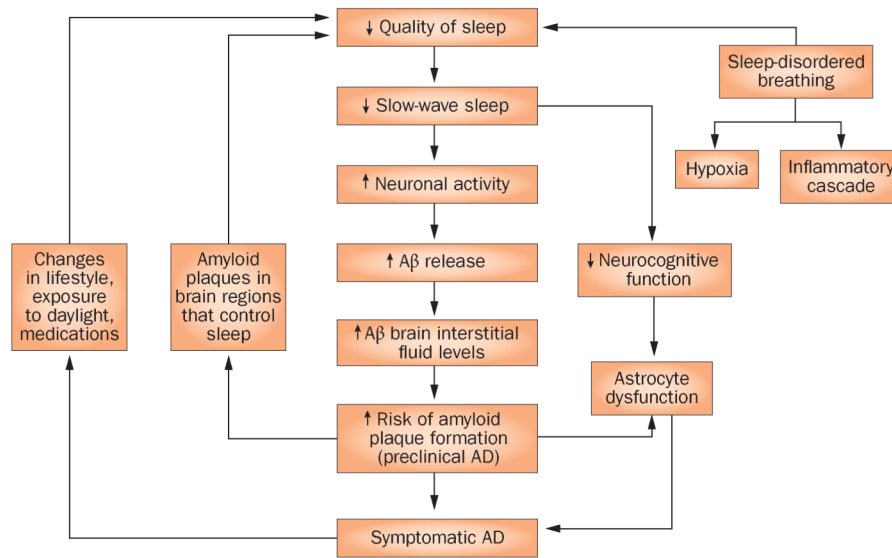 ↓ Quality of sleep
Sleep-disordered
breathing
↓ Slow-wave sleep
Hypoxia
Inflammatory
cascade
↑ Neuronal activity
Changes
in lifestyle,
exposure
to daylight,
medications
Amyloid
plaques in
brain regions
that control
sleep
↑ Aβ release
↓ Neurocognitive
function
↑ Aβ brain interstitial
fluid levels
Astrocyte
dysfunction
↑ Risk of amyloid
plaque formation
(preclinical AD)
Symptomatic AD